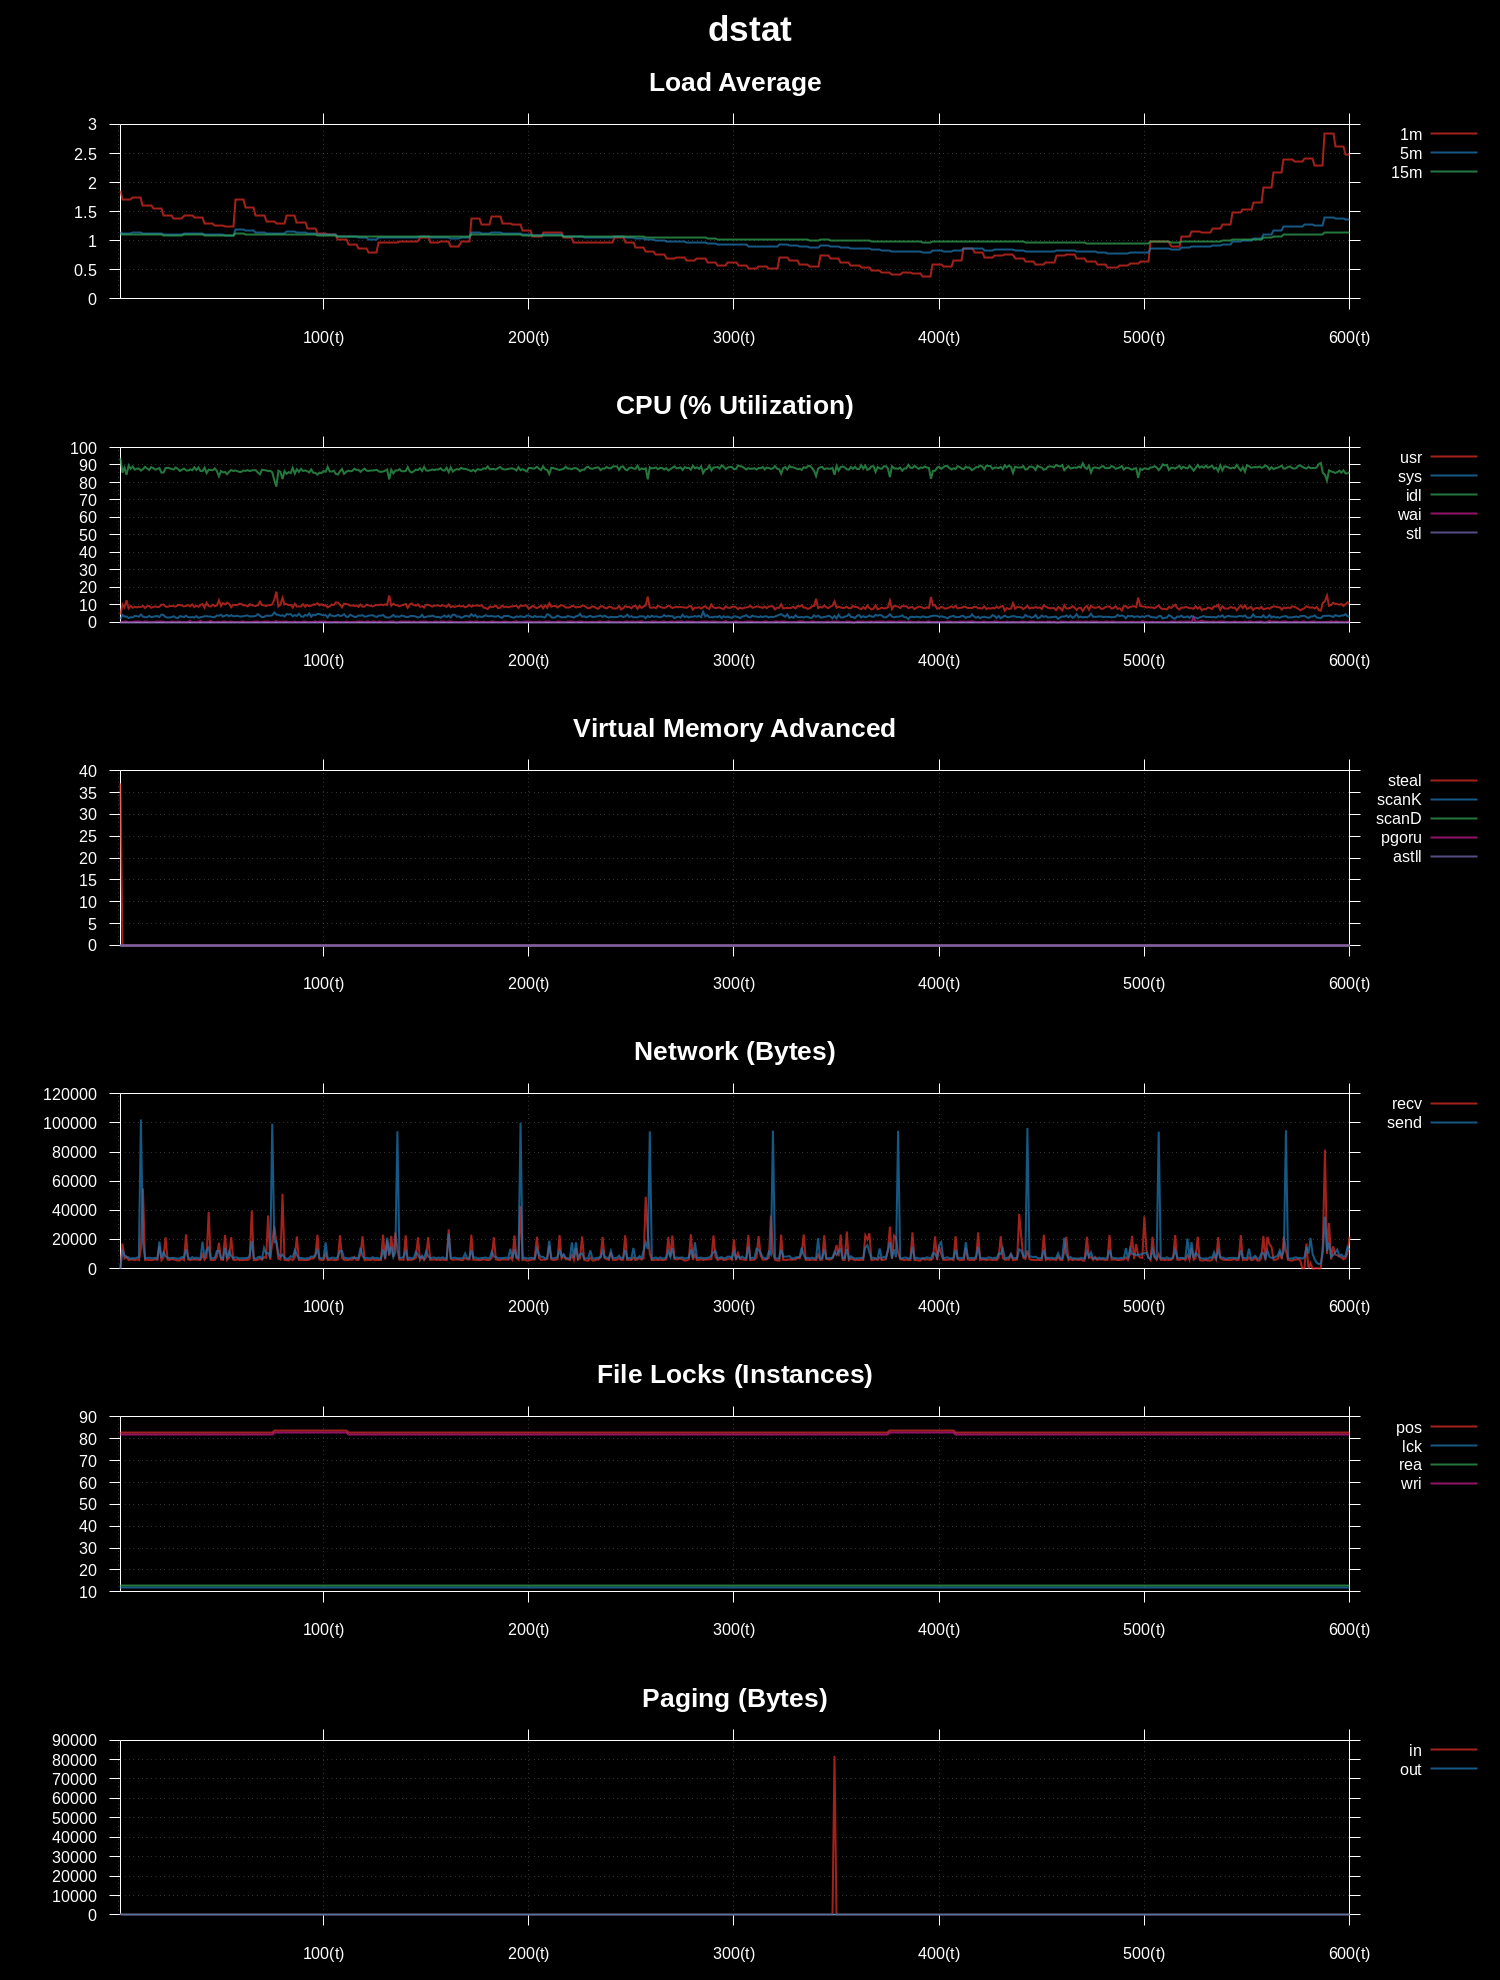 dstat
Load Average
3
2.5
2
1.5
1
0.5
0
100(t) 200(t) 300(t) 400(t) 500(t) 600(t)
1m
5m
15m
CPU (% Utilization)
100
90
80
70
60
50
40
30
20
10
0
100(t) 200(t) 300(t) 400(t) 500(t) 600(t)
usr
sys
idl
wai
stl
Virtual Memory Advanced
40
35
30
25
20
15
10
5
0
100(t) 200(t) 300(t) 400(t) 500(t) 600(t)
steal
scanK
scanD
pgoru
astll
Network (Bytes)
120000
100000
80000
60000
40000
20000
0
100(t) 200(t) 300(t) 400(t) 500(t) 600(t)
recv
send
File Locks (Instances)
90
80
70
60
50
40
30
20
10
100(t) 200(t) 300(t) 400(t) 500(t) 600(t)
pos
lck
rea
wri
Paging (Bytes)
90000
80000
70000
60000
50000
40000
30000
20000
10000
0
100(t) 200(t) 300(t) 400(t) 500(t) 600(t)
in
out